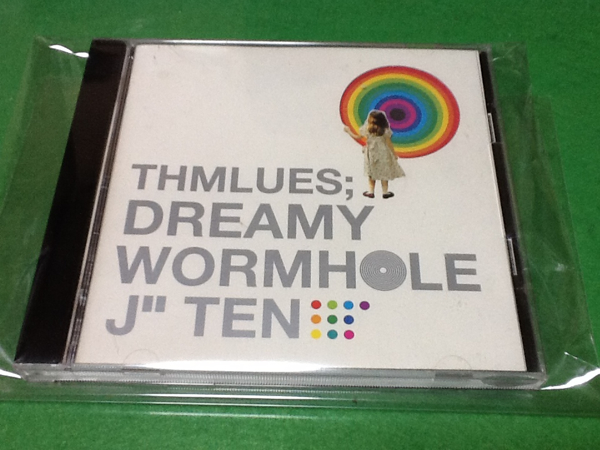 THMLUES;
DREAMY
WORMHOLE
J" TEN